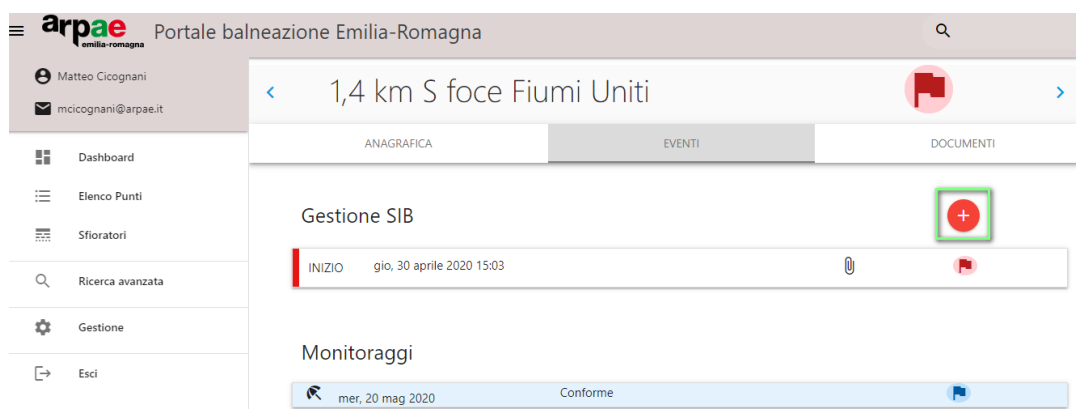 arpae
emilia-romagna
Portale balneazione Emilia-Romagna
Matteo Cicognani
mcicognani@arpae.it
1,4 km S foce Fiumi Uniti
ANAGRAFICA EVENTI DOCUMENTI
Dashboard
Elenco Punti
Sfioratori
Ricerca avanzata
Gestione
Esci
Gestione SIB
INIZIO gio, 30 aprile 2020 15:03
Monitoraggi
mer, 20 mag 2020 Conforme